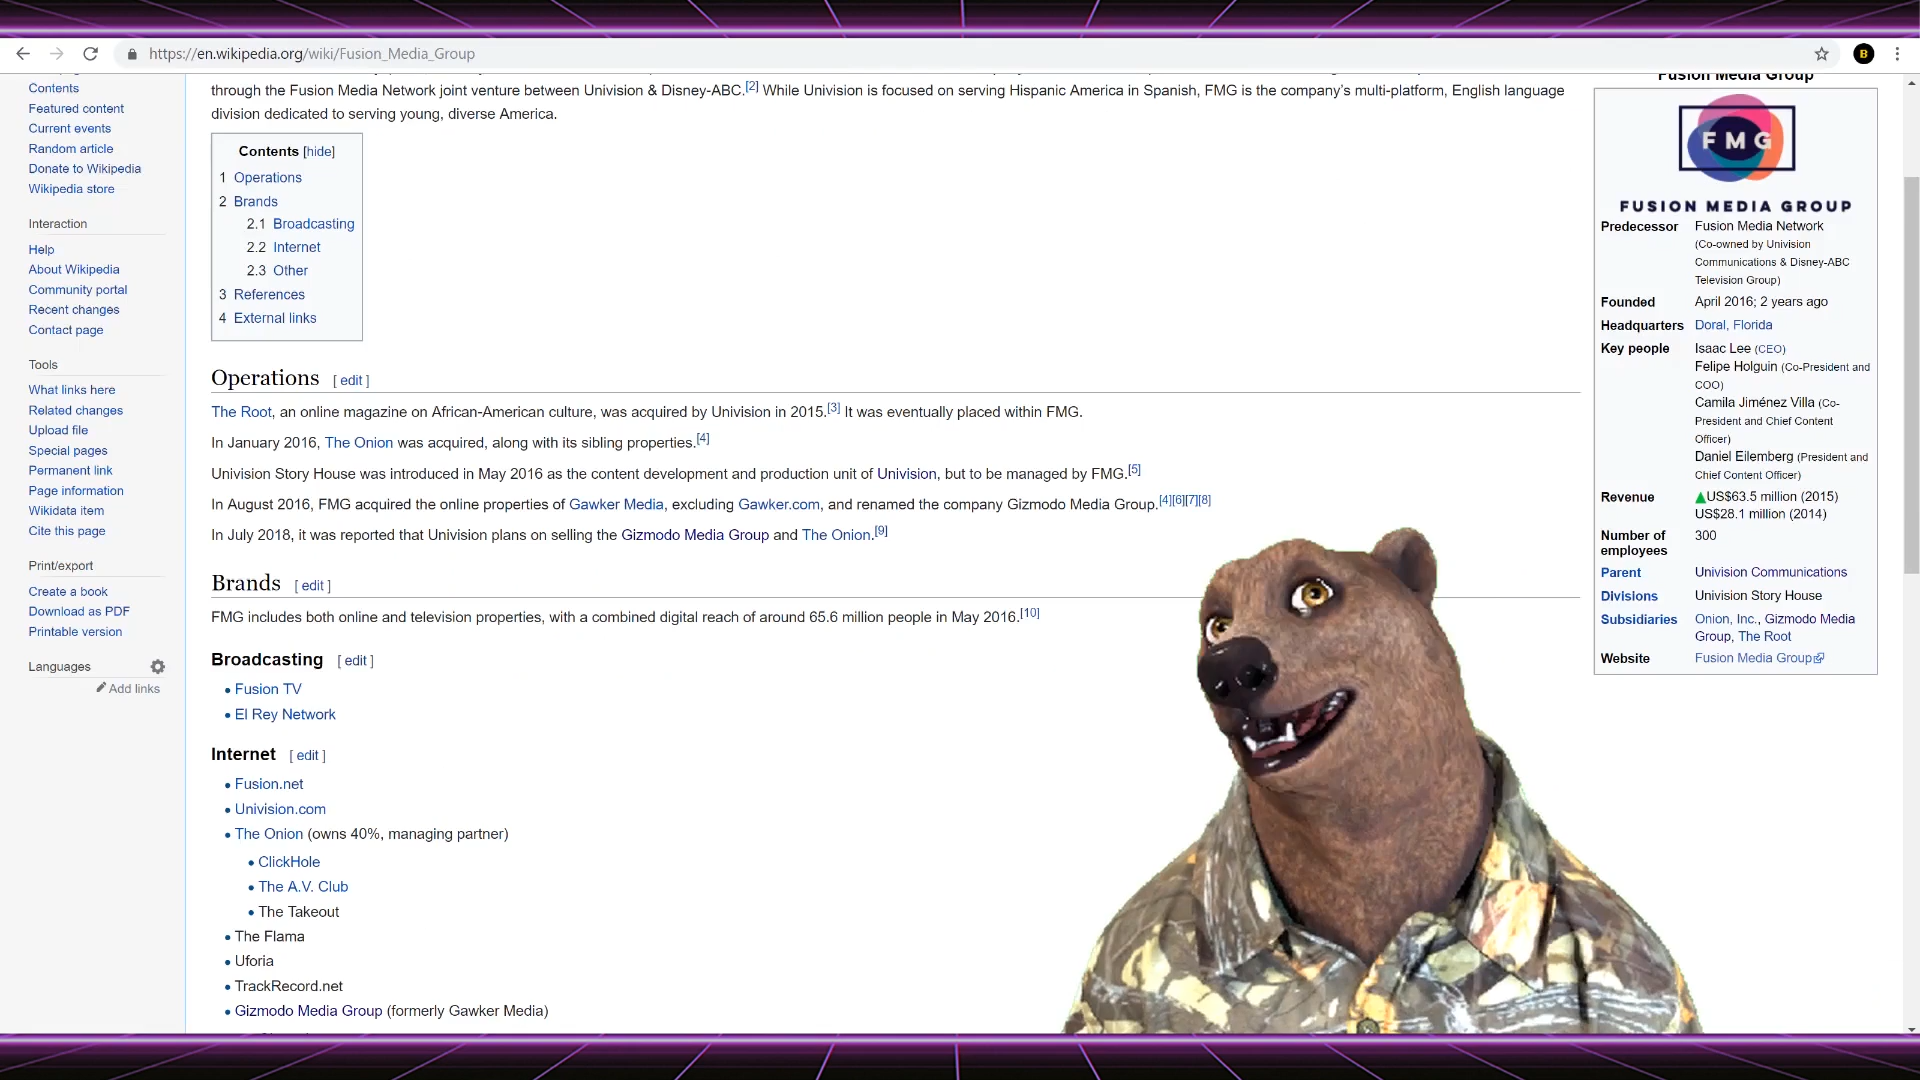 https://en.wikipedia.org/wiki/Fusion_Media_Group
B
Contents
Featured content
Current events
Random article
Donate to Wikipedia
Wikipedia store
Interaction
Help
About Wikipedia
Community portal
Recent changes
Contact page
Tools
What links here
Related changes
Upload file
Special pages
Permanent link
Page information
Wikidata item
Cite this page
Print/export
Create a book
Download as PDF
Printable version
Languages
Add links
through the Fusion Media Network joint venture between Univision & Disney-ABC.[2] While Univision is focused on serving Hispanic America in Spanish, FMG is the company's multi-platform, English language
division dedicated to serving young, diverse America.
Contents [hide]
1 Operations
2 Brands
2.1 Broadcasting
2.2 Internet
2.3 Other
3 References
4 External links
Operations [ edit ]
The Root, an online magazine on African-American culture, was acquired by Univision in 2015.[3] It was eventually placed within FMG.
In January 2016, The Onion was acquired, along with its sibling properties.[4]
Univision Story House was introduced in May 2016 as the content development and production unit of Univision, but to be managed by FMG.[5]
In August 2016, FMG acquired the online properties of Gawker Media, excluding Gawker.com, and renamed the company Gizmodo Media Group.[4][6][7][8]
In July 2018, it was reported that Univision plans on selling the Gizmodo Media Group and The Onion.[9]
Brands [ edit ]
FMG includes both online and television properties, with a combined digital reach of around 65.6 million people in May 2016.[10]
Broadcasting [ edit ]
• Fusion TV
• El Rey Network
Internet [ edit ]
• Fusion.net
• Univision.com
• The Onion (owns 40%, managing partner)
• ClickHole
• The A.V. Club
• The Takeout
• The Flama
• Uforia
• TrackRecord.net
• Gizmodo Media Group (formerly Gawker Media)
Fusion Media Group
FMG
FUSION MEDIA GROUP
Predecessor Fusion Media Network
(Co-owned by Univision
Communications & Disney-ABC
Television Group)
Founded April 2016; 2 years ago
Headquarters Doral, Florida
Key people Isaac Lee (CEO)
Felipe Holguin (Co-President and
COO)
Camila Jiménez Villa (Co-
President and Chief Content
Officer)
Daniel Eilemberg (President and
Chief Content Officer)
Revenue ▲US$63.5 million (2015)
US$28.1 million (2014)
Number of 300
employees
Parent Univision Communications
Divisions Univision Story House
Subsidiaries Onion, Inc., Gizmodo Media
Group, The Root
Website Fusion Media Group